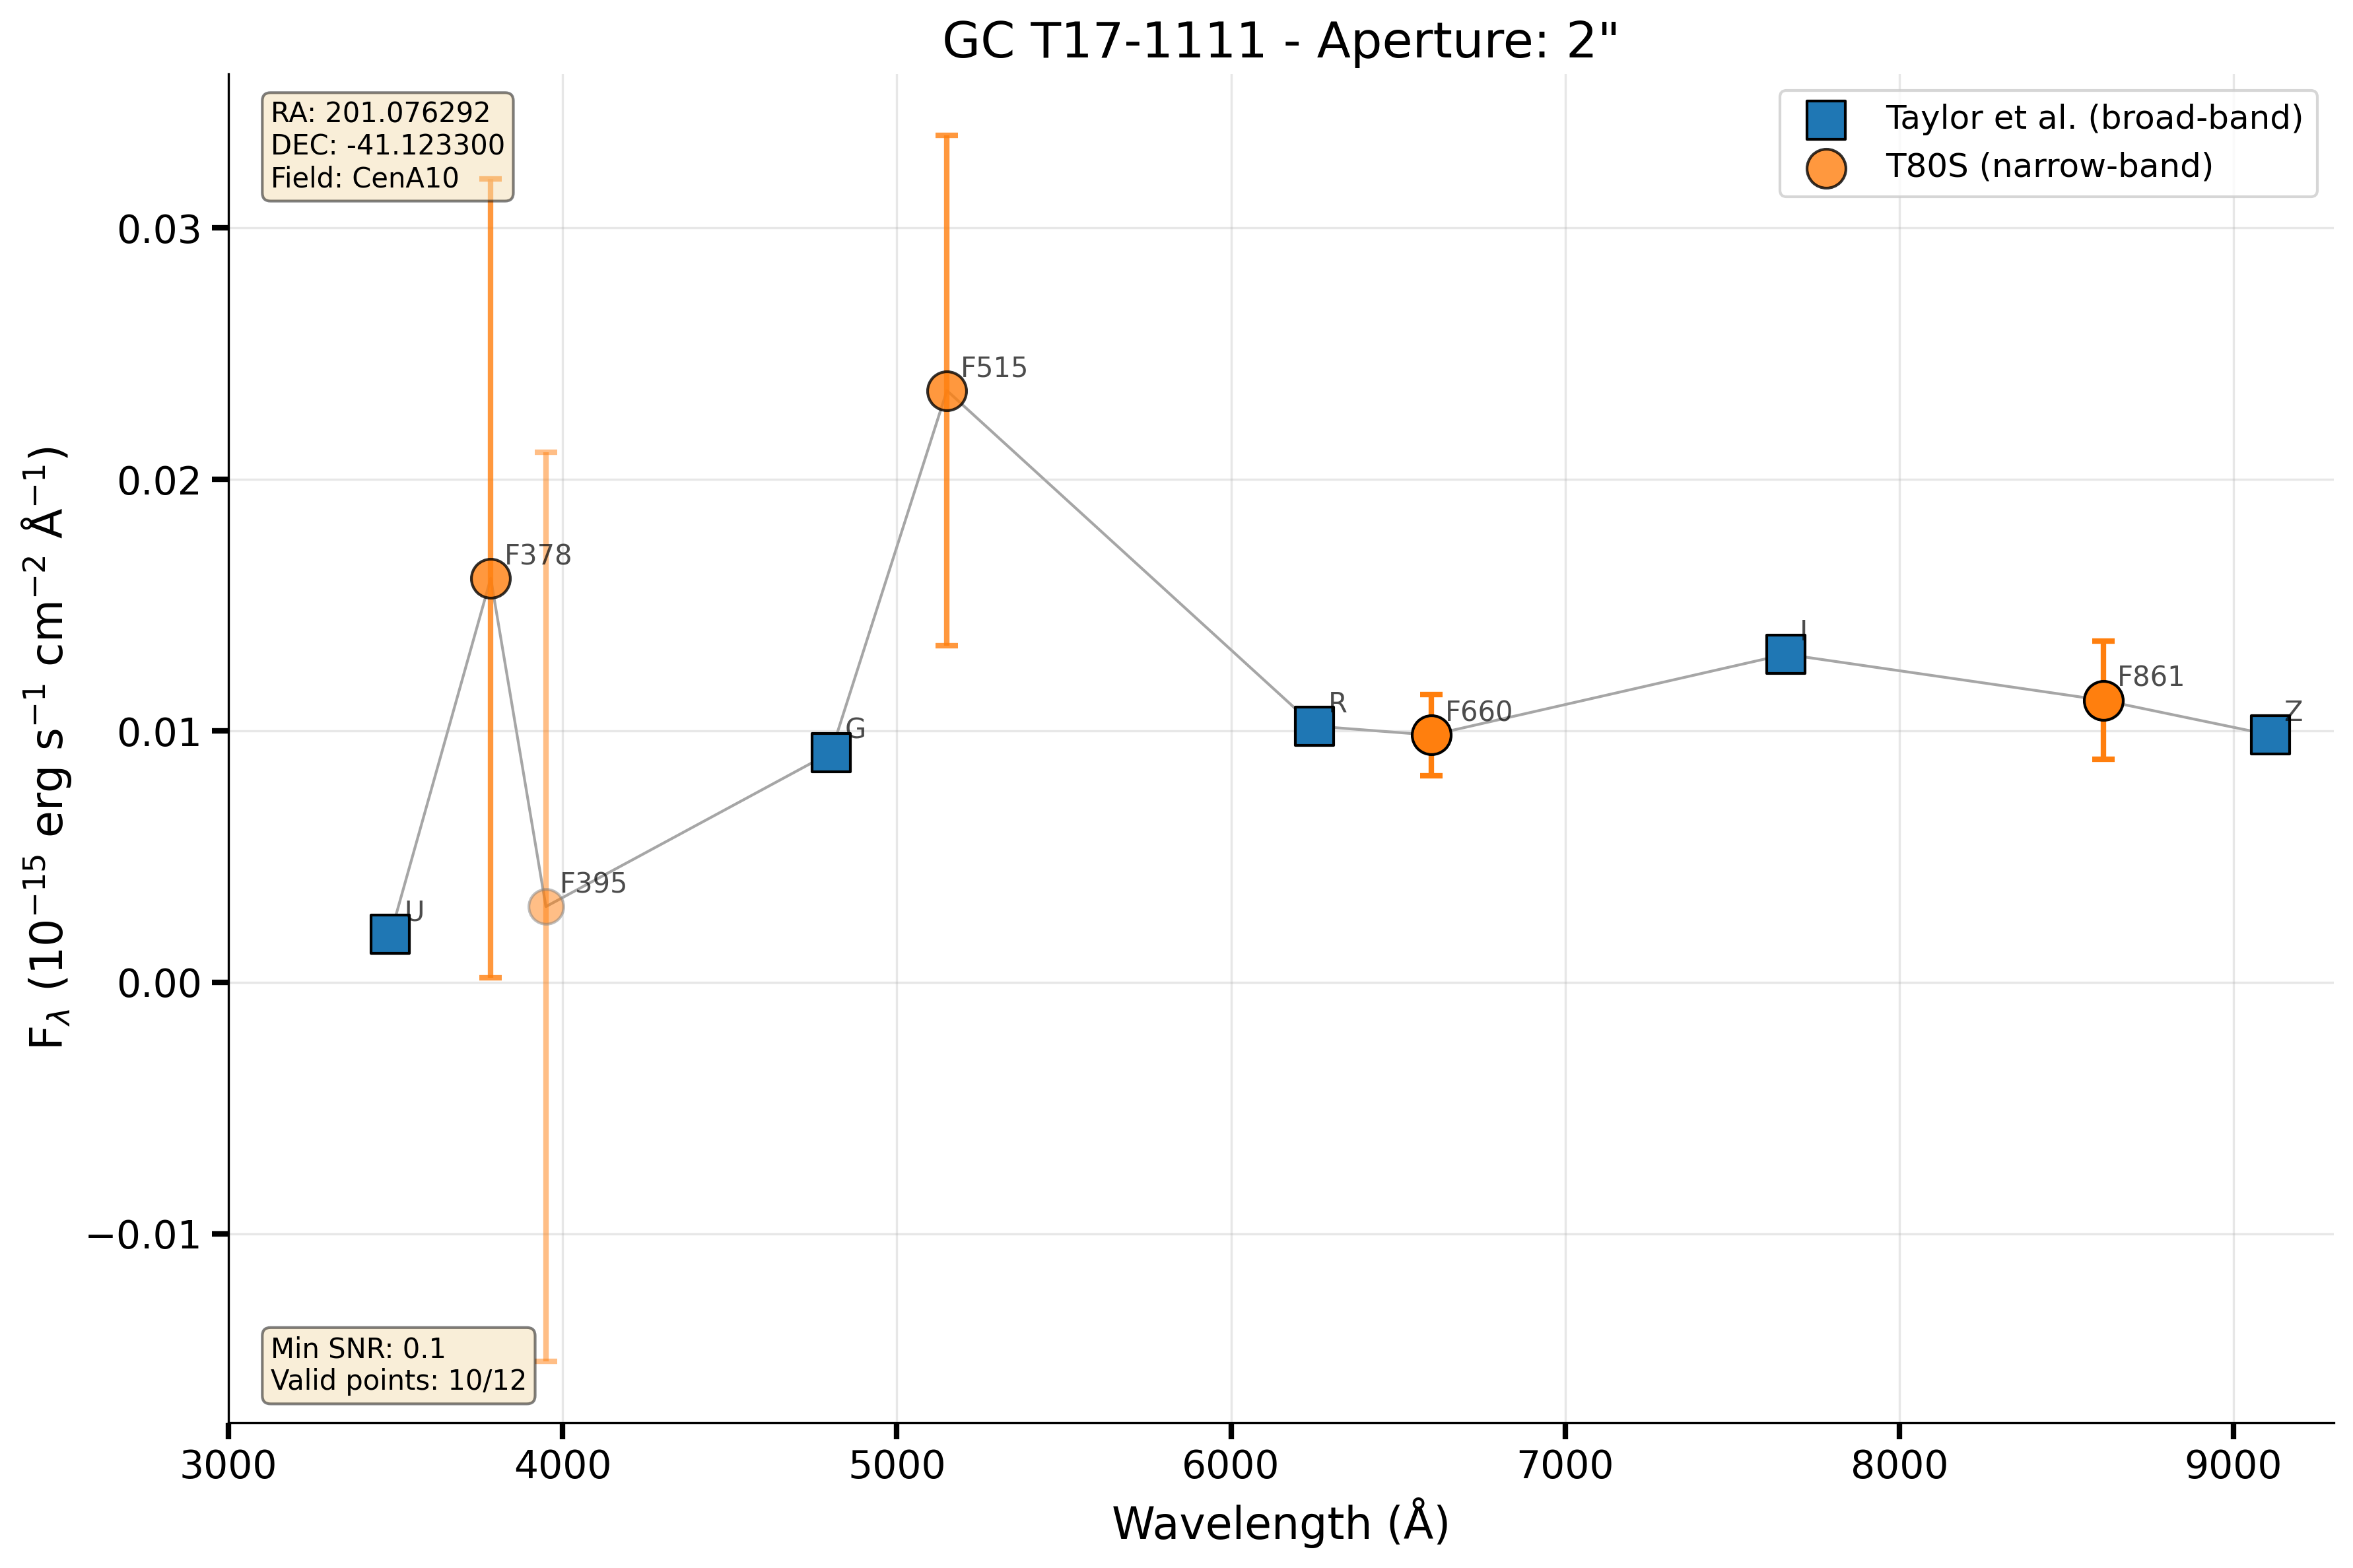 GC T17-1111 - Aperture: 2"
RA: 201.076292
DEC: -41.123300
Field: CenA10
Taylor et al. (broad-band)
T80S (narrow-band)
F_λ (10⁻¹⁵ erg s⁻¹ cm⁻² Å⁻¹)
0.03
0.02
0.01
0.00
−0.01
U
F378
F395
G
F515
R
F660
I
F861
Z
Min SNR: 0.1
Valid points: 10/12
3000 4000 5000 6000 7000 8000 9000
Wavelength (Å)